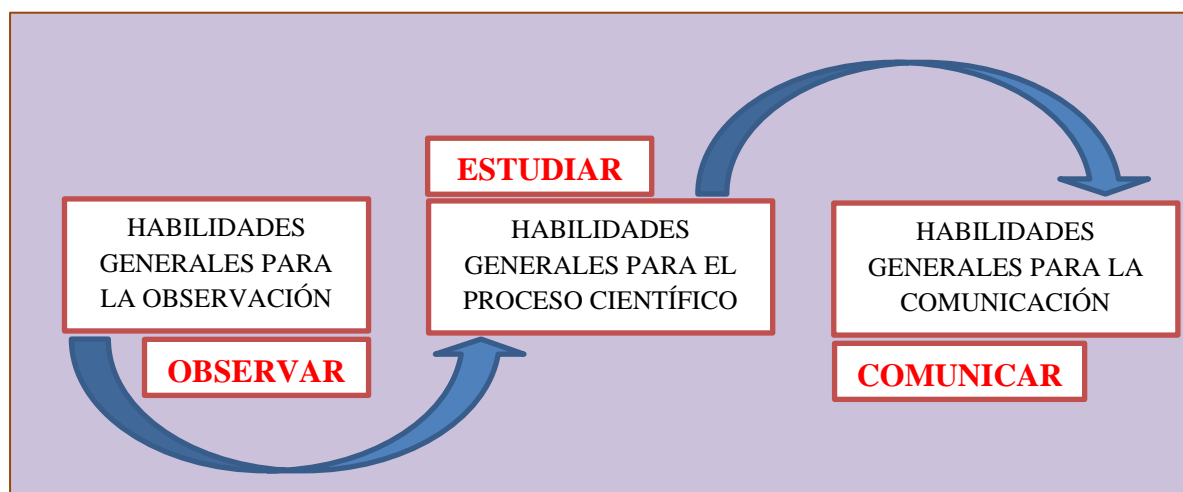 HABILIDADES
GENERALES PARA
LA OBSERVACIÓN
OBSERVAR
ESTUDIAR
HABILIDADES
GENERALES PARA EL
PROCESO CIENTÍFICO
HABILIDADES
GENERALES PARA LA
COMUNICACIÓN
COMUNICAR